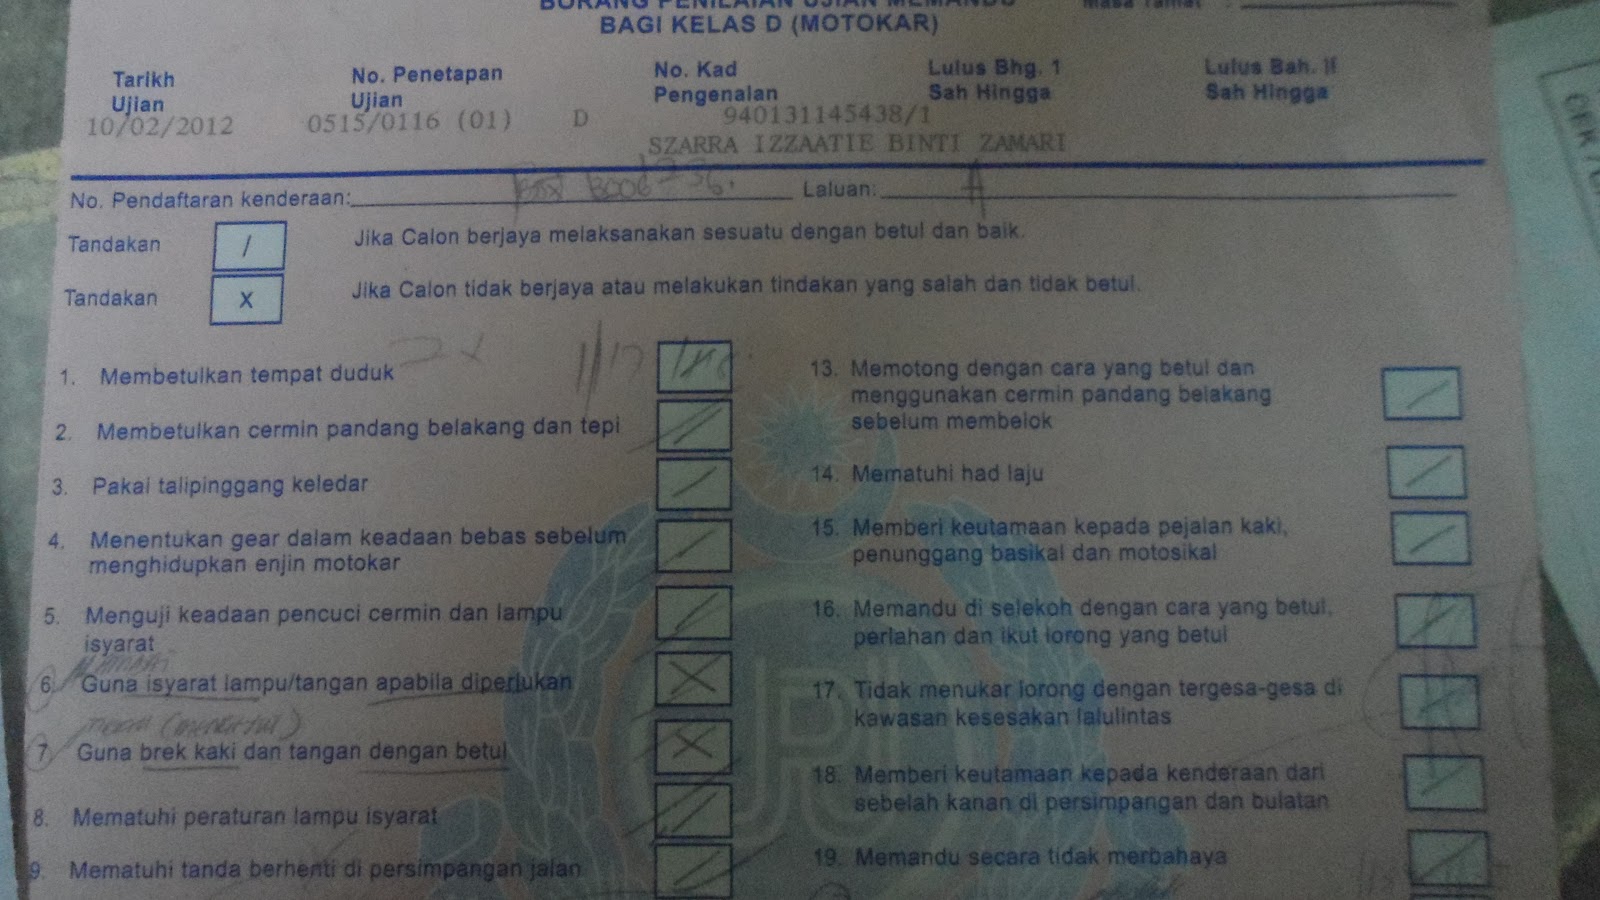 BORANG PENILAIAN UJIAN MEMANDU
BAGI KELAS D (MOTOKAR)
Masa Tamat :
Tarikh Ujian
No. Penetapan Ujian
No. Kad Pengenalan
Lulus Bhg. 1 Sah Hingga
Lulus Bah. II Sah Hingga
10/02/2012
0515/0116 (01) D
940131145438/1
SZARRA IZZAATIE BINTI ZAMARI
No. Pendaftaran kenderaan:
Laluan: A
Tandakan / Jika Calon berjaya melaksanakan sesuatu dengan betul dan baik.
Tandakan X Jika Calon tidak berjaya atau melakukan tindakan yang salah dan tidak betul.
1. Membetulkan tempat duduk
2. Membetulkan cermin pandang belakang dan tepi
3. Pakai talipinggang keledar
4. Menentukan gear dalam keadaan bebas sebelum
menghidupkan enjin motokar
5. Menguji keadaan pencuci cermin dan lampu
isyarat
6. Guna isyarat lampu/tangan apabila diperlukan
7. Guna brek kaki dan tangan dengan betul
8. Mematuhi peraturan lampu isyarat
9. Mematuhi tanda berhenti di persimpangan jalan
13. Memotong dengan cara yang betul dan
menggunakan cermin pandang belakang
sebelum membelok
14. Mematuhi had laju
15. Memberi keutamaan kepada pejalan kaki,
penunggang basikal dan motosikal
16. Memandu di selekoh dengan cara yang betul,
perlahan dan ikut lorong yang betul
17. Tidak menukar lorong dengan tergesa-gesa di
kawasan kesesakan lalulintas
18. Memberi keutamaan kepada kenderaan dari
sebelah kanan di persimpangan dan bulatan
19. Memandu secara tidak merbahaya